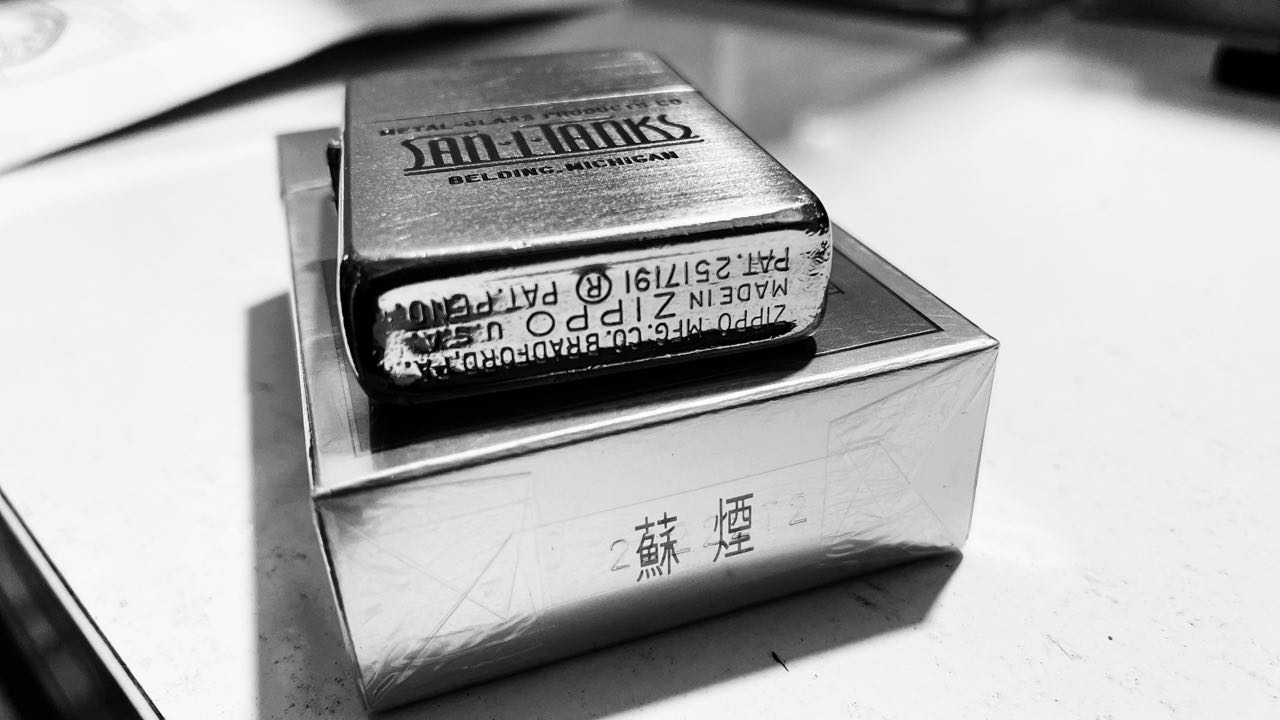 METAL-GLASS PRODUCTS CO.
SAN-I-TANKS
BELDING, MICHIGAN
PAT. 2517191 ® PAT. PEND.
MADE IN ZIPPO U.S.A.
ZIPPO MFG. CO. BRADFORD, PA.
蘇煙